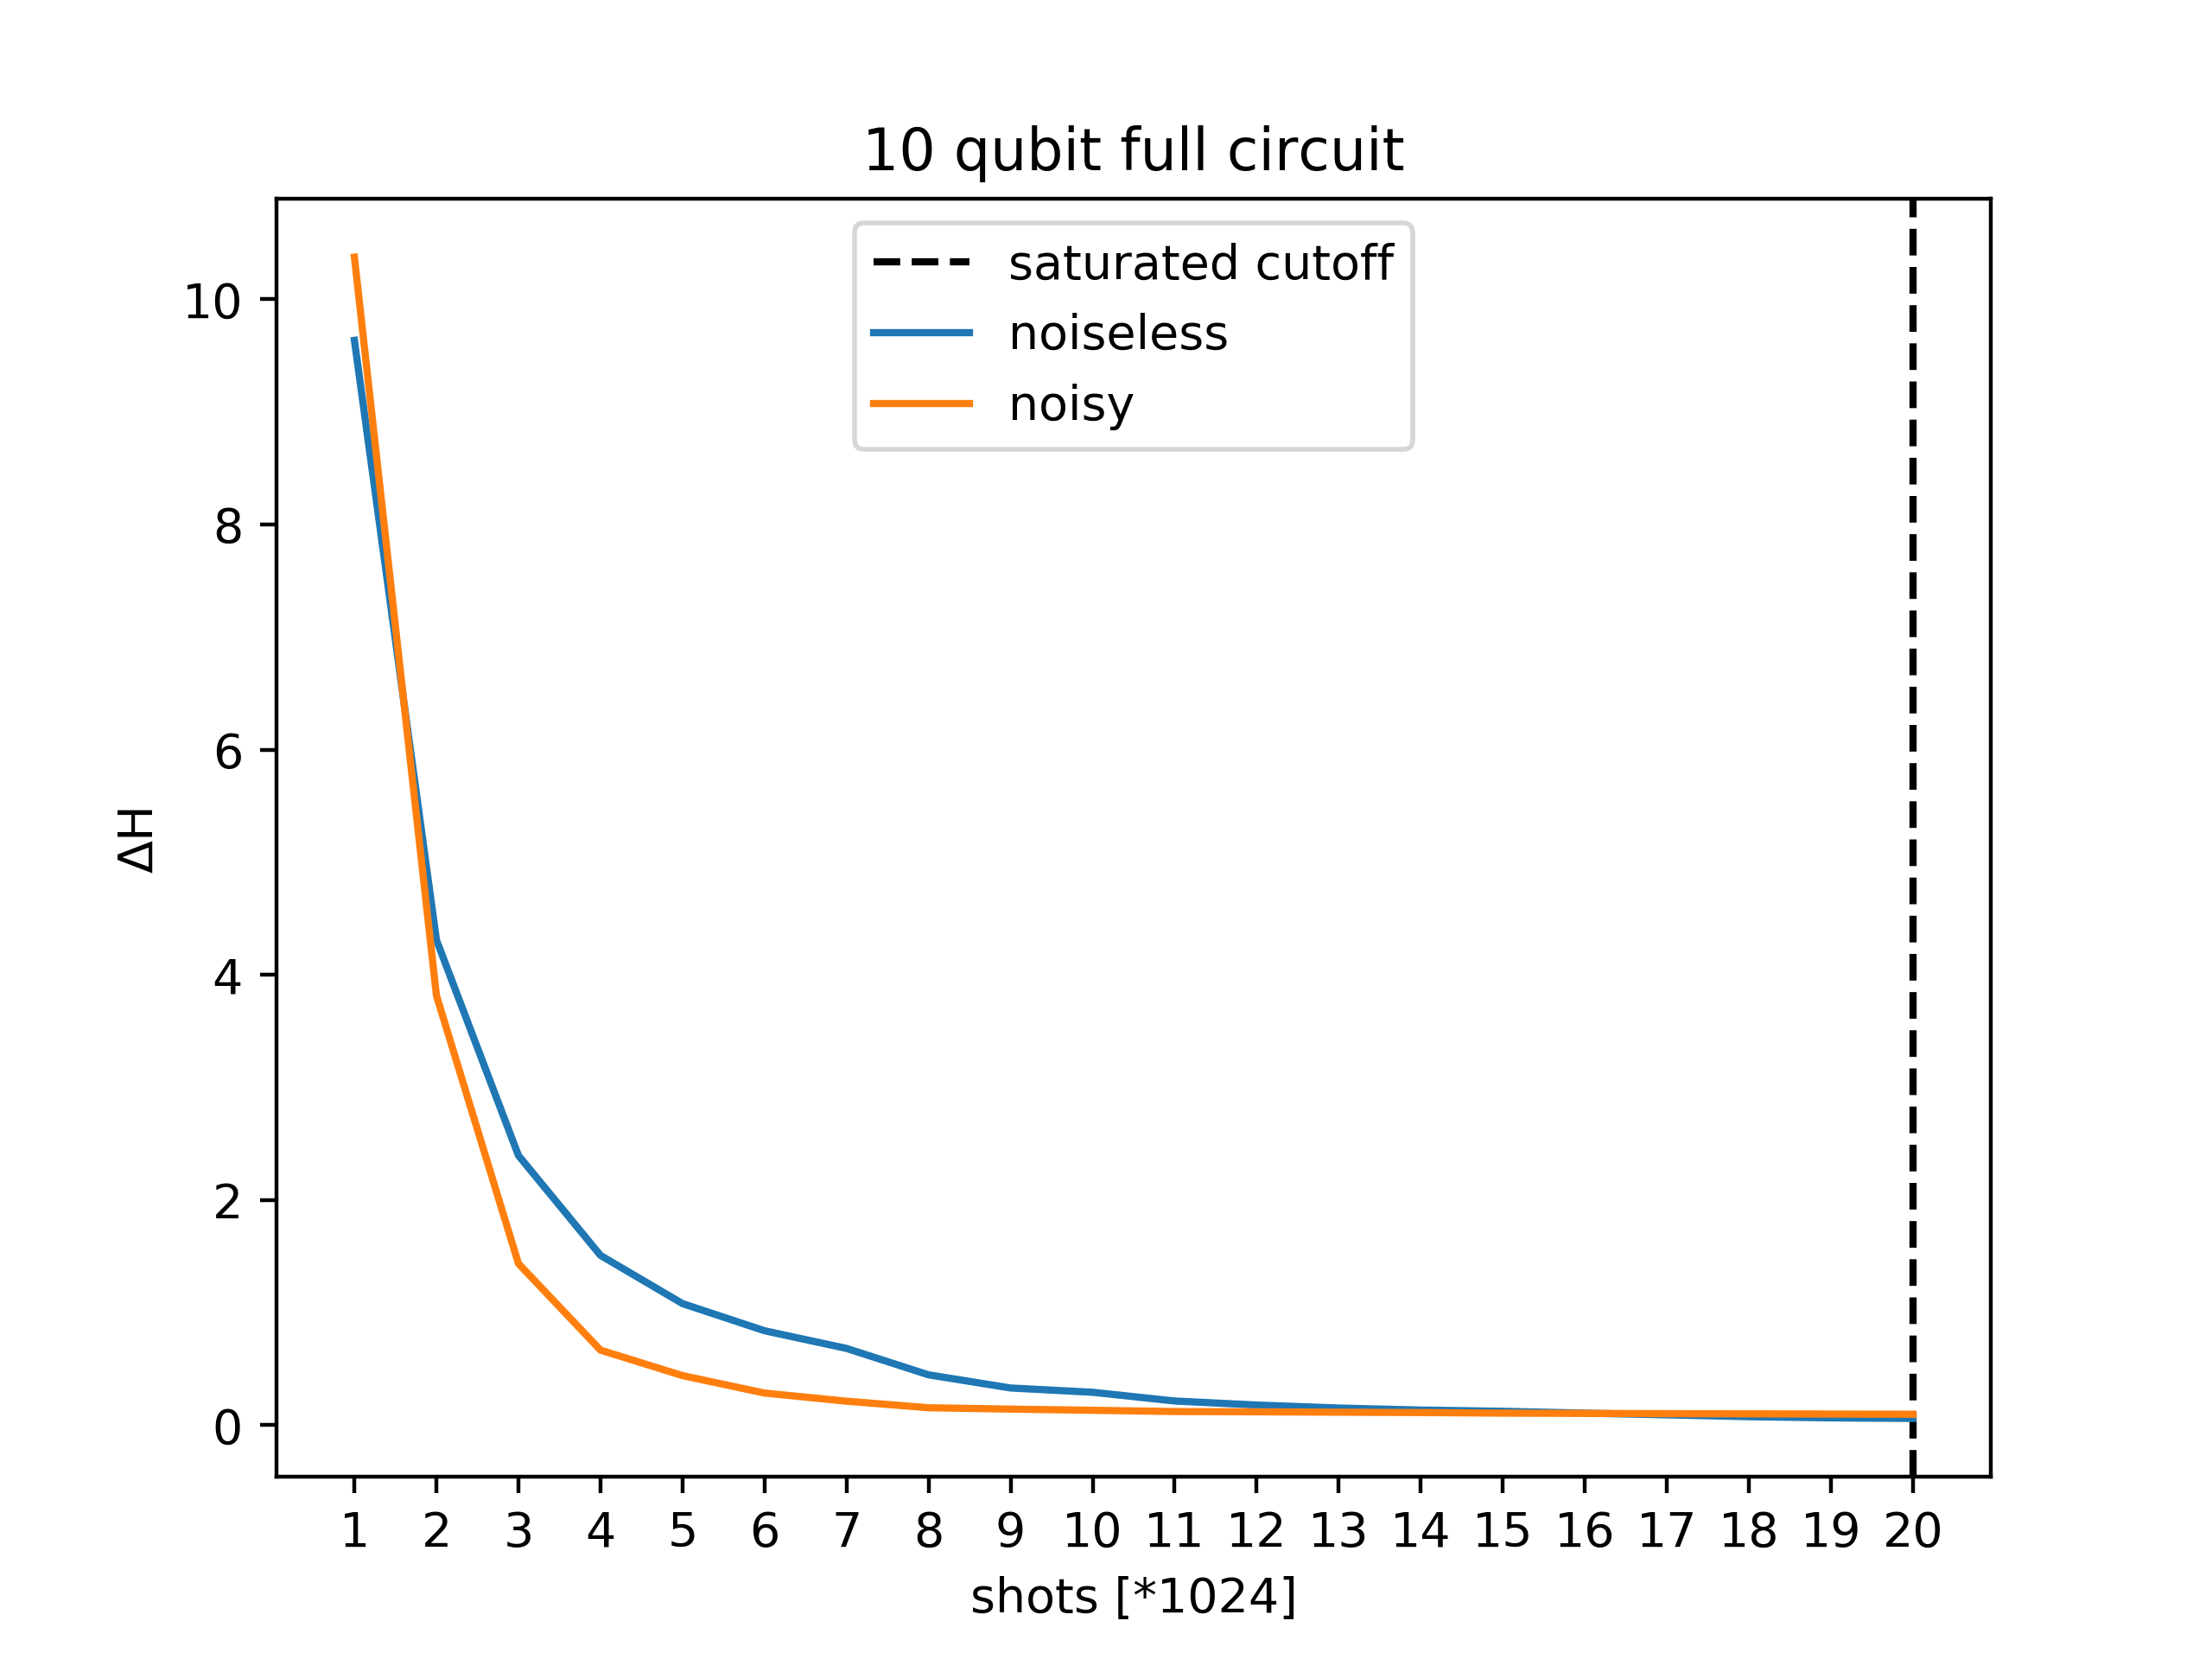 10 qubit full circuit
saturated cutoff
noiseless
noisy
10
8
6
4
2
0
ΔH
1 2 3 4 5 6 7 8 9 10 11 12 13 14 15 16 17 18 19 20
shots [*1024]